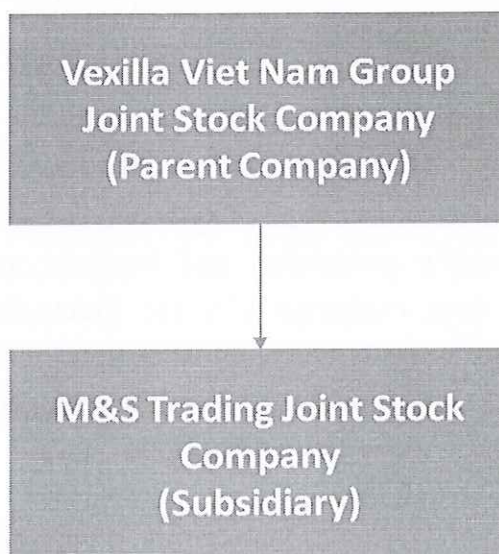 Vexilla Viet Nam Group
Joint Stock Company
(Parent Company)
M&S Trading Joint Stock
Company
(Subsidiary)